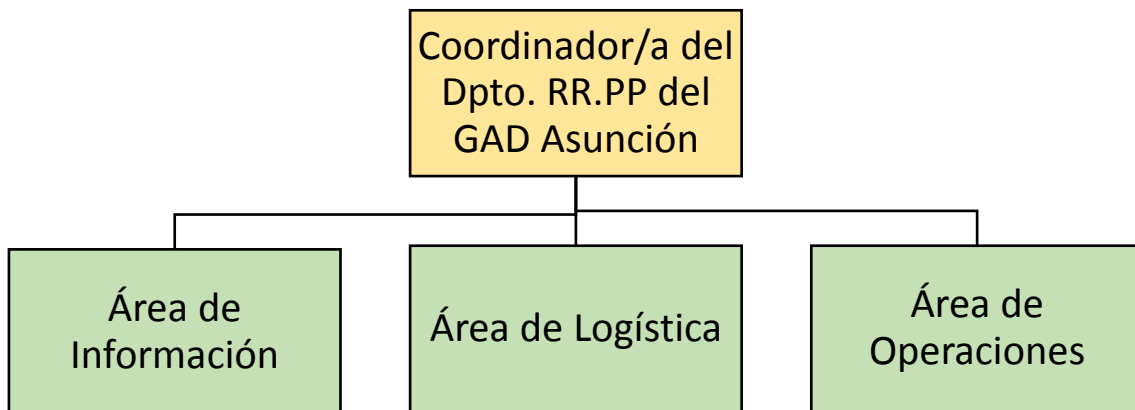 Coordinador/a del
Dpto. RR.PP del
GAD Asunción
Área de
Información
Área de Logística
Área de
Operaciones